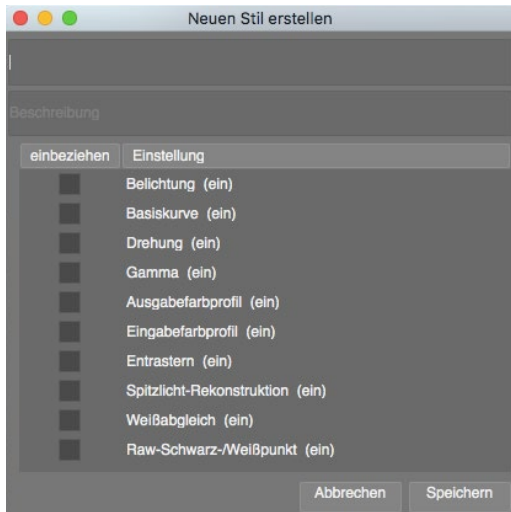 Neuen Stil erstellen
Beschreibung
einbeziehen Einstellung
Belichtung (ein)
Basiskurve (ein)
Drehung (ein)
Gamma (ein)
Ausgabefarbprofil (ein)
Eingabefarbprofil (ein)
Entrastern (ein)
Spitzlicht-Rekonstruktion (ein)
Weißabgleich (ein)
Raw-Schwarz-/Weißpunkt (ein)
Abbrechen Speichern